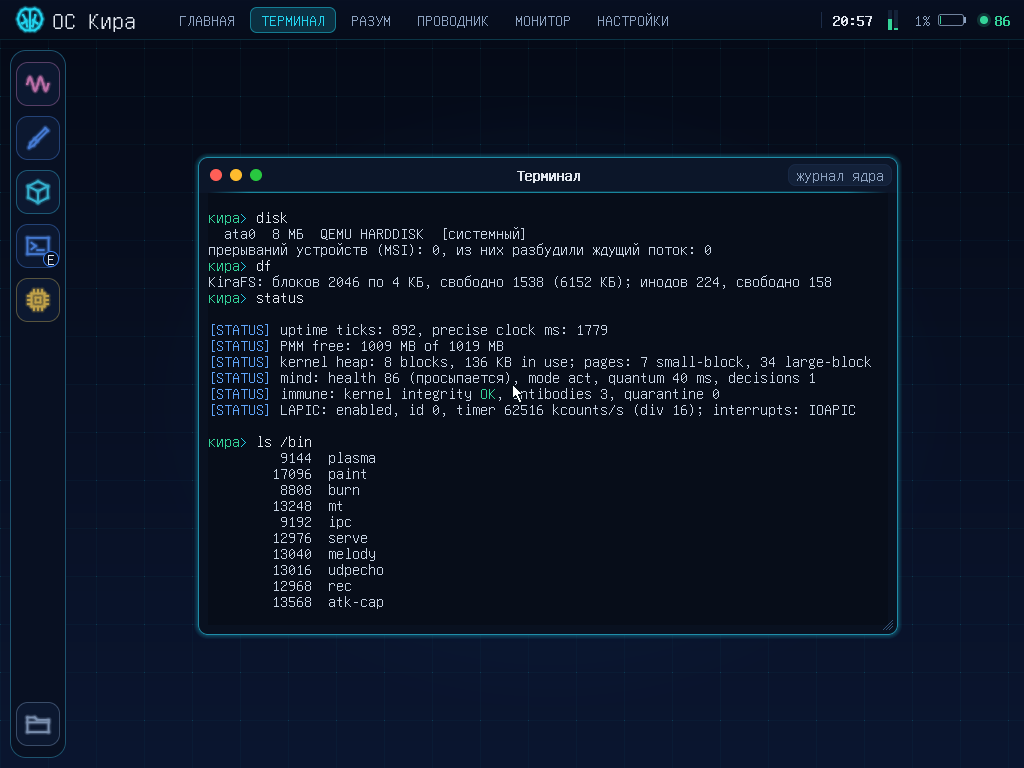 ОС Кира
ГЛАВНАЯ ТЕРМИНАЛ РАЗУМ ПРОВОДНИК МОНИТОР НАСТРОЙКИ
20:57 1% 86
E
Терминал
журнал ядра
кира> disk
ata0 8 МБ QEMU HARDDISK [системный]
прерываний устройств (MSI): 0, из них разбудили ждущий поток: 0
кира> df
KiraFS: блоков 2046 по 4 КБ, свободно 1538 (6152 КБ); инодов 224, свободно 158
кира> status
[STATUS] uptime ticks: 892, precise clock ms: 1779
[STATUS] PMM free: 1009 MB of 1019 MB
[STATUS] kernel heap: 8 blocks, 136 KB in use; pages: 7 small-block, 34 large-block
[STATUS] mind: health 86 (просыпается), mode act, quantum 40 ms, decisions 1
[STATUS] immune: kernel integrity OK, antibodies 3, quarantine 0
[STATUS] LAPIC: enabled, id 0, timer 62516 kcounts/s (div 16); interrupts: IOAPIC
кира> ls /bin
9144 plasma
17096 paint
8808 burn
13248 mt
9192 ipc
12976 serve
13040 melody
13016 udpecho
12968 rec
13568 atk-cap